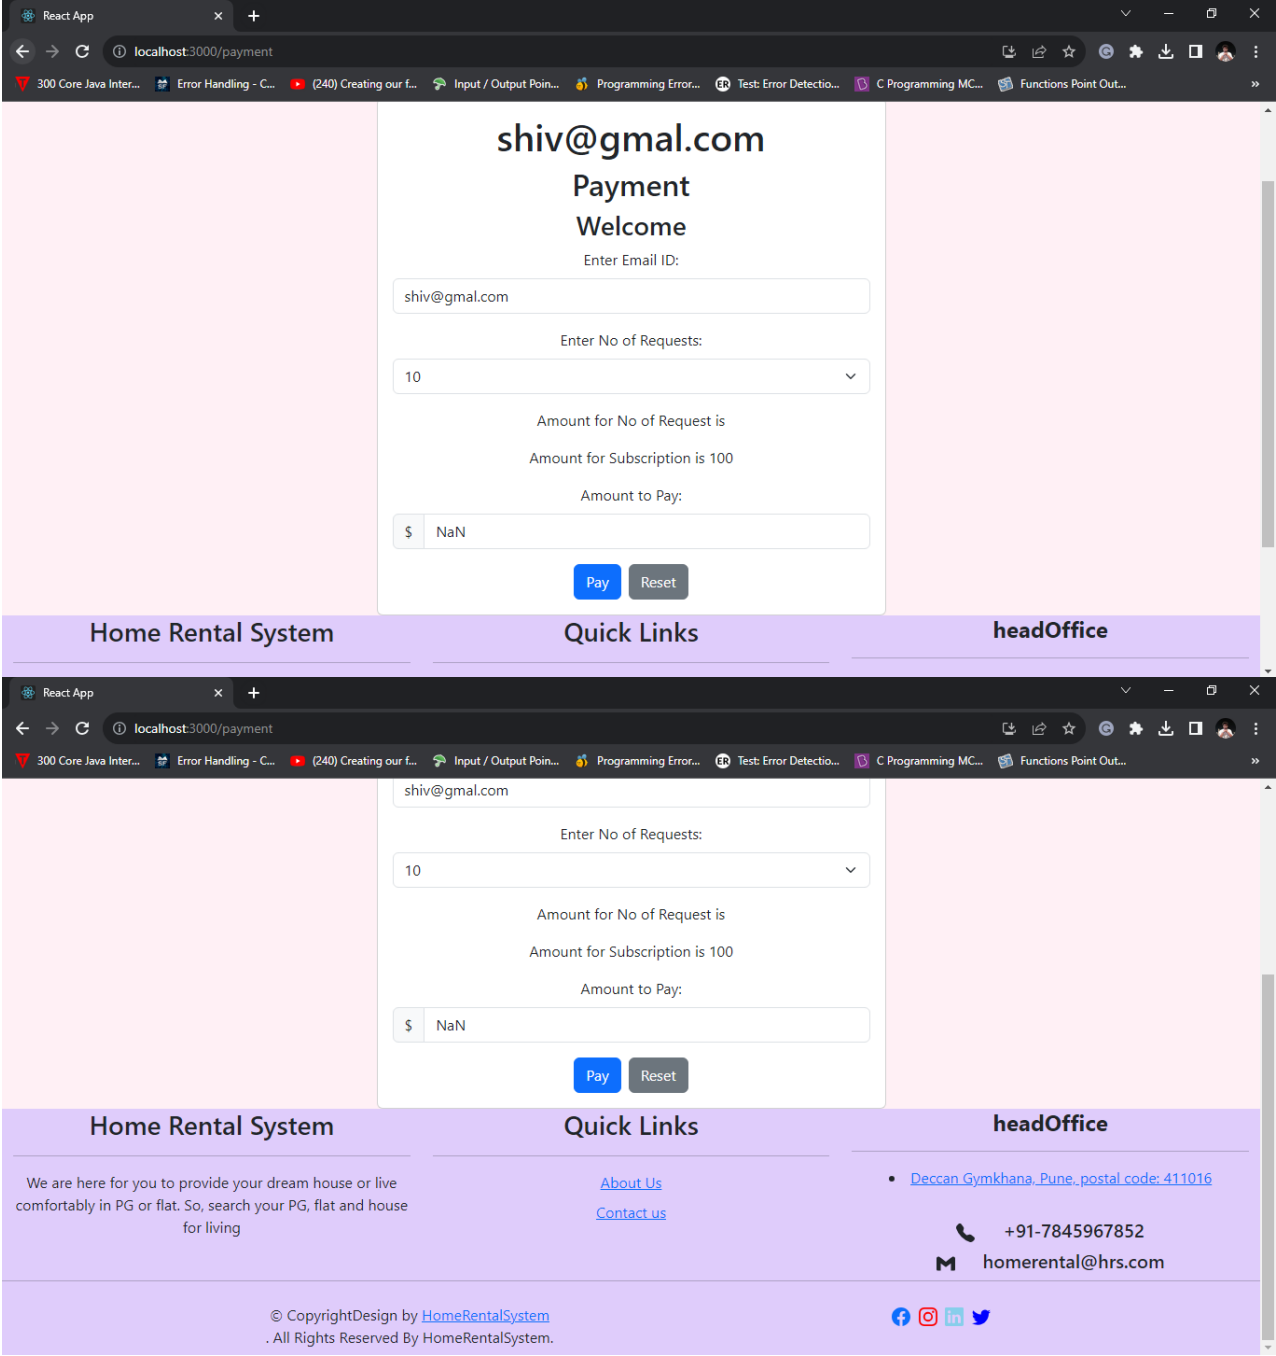 React App
localhost:3000/payment
300 Core Java Inter... Error Handling - C... (240) Creating our f... Input / Output Poin... Programming Error... Test: Error Detectio... C Programming MC... Functions Point Out... »
shiv@gmal.com
Payment
Welcome
Enter Email ID:
shiv@gmal.com
Enter No of Requests:
10
Amount for No of Request is
Amount for Subscription is 100
Amount to Pay:
$ NaN
Pay Reset
Home Rental System Quick Links headOffice
React App
localhost:3000/payment
300 Core Java Inter... Error Handling - C... (240) Creating our f... Input / Output Poin... Programming Error... Test: Error Detectio... C Programming MC... Functions Point Out... »
shiv@gmal.com
Enter No of Requests:
10
Amount for No of Request is
Amount for Subscription is 100
Amount to Pay:
$ NaN
Pay Reset
Home Rental System
We are here for you to provide your dream house or live
comfortably in PG or flat. So, search your PG, flat and house
for living
Quick Links
About Us
Contact us
headOffice
Deccan Gymkhana, Pune, postal code: 411016
+91-7845967852
homerental@hrs.com
© CopyrightDesign by HomeRentalSystem
. All Rights Reserved By HomeRentalSystem.